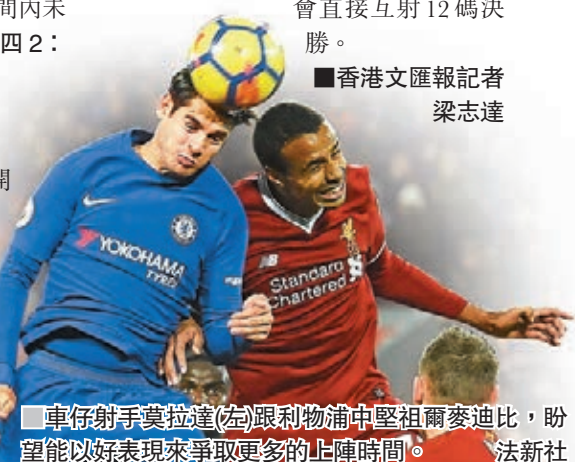 間內未
四2：
開
會直接互射12碼決
勝。
■香港文匯報記者
梁志達
YOKOHAMA
TYRES
Standard
Chartered
■車仔射手莫拉達(左)跟利物浦中堅祖爾麥迪比，盼
望能以好表現來爭取更多的上陣時間。 法新社